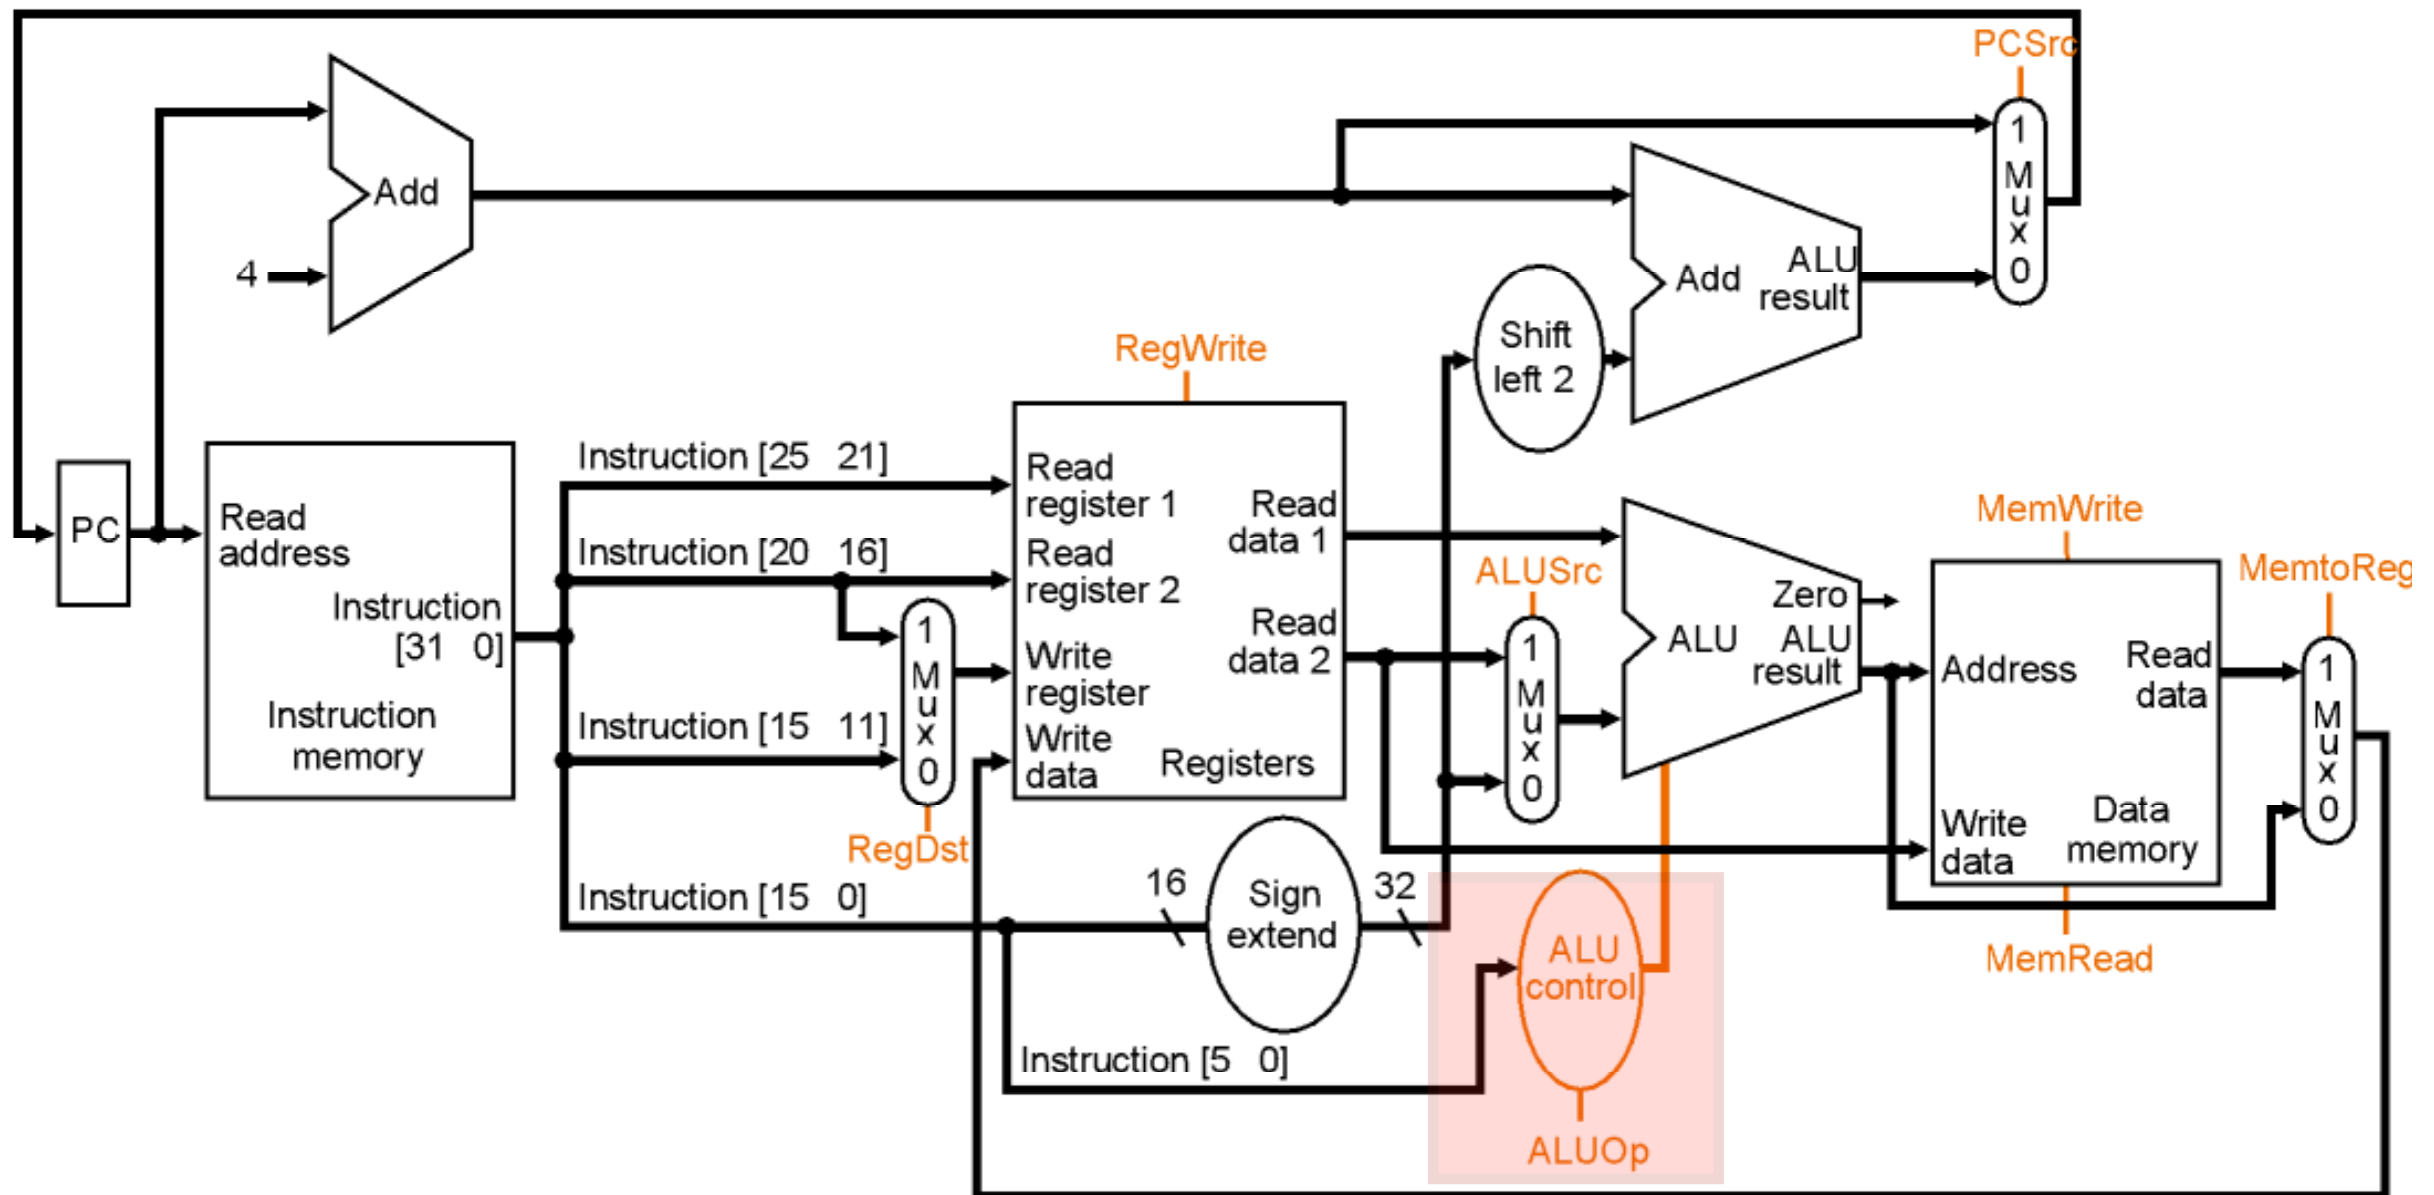 PCSrc
1
M
u
x
0
Add
4
Add
ALU
result
Shift
left 2
RegWrite
PC
Read
address
Instruction
[31 0]
Instruction
memory
Instruction [25 21]
Instruction [20 16]
Instruction [15 11]
Instruction [15 0]
1
M
u
x
0
RegDst
Read
register 1
Read
register 2
Write
register
Write
data
Read
data 1
Read
data 2
Registers
ALUSrc
1
M
u
x
0
Zero
ALU
ALU
result
MemWrite
Address
Read
data
Write
data
Data
memory
MemRead
MemtoReg
1
M
u
x
0
16
Sign
extend
32
ALU
control
Instruction [5 0]
ALUOp